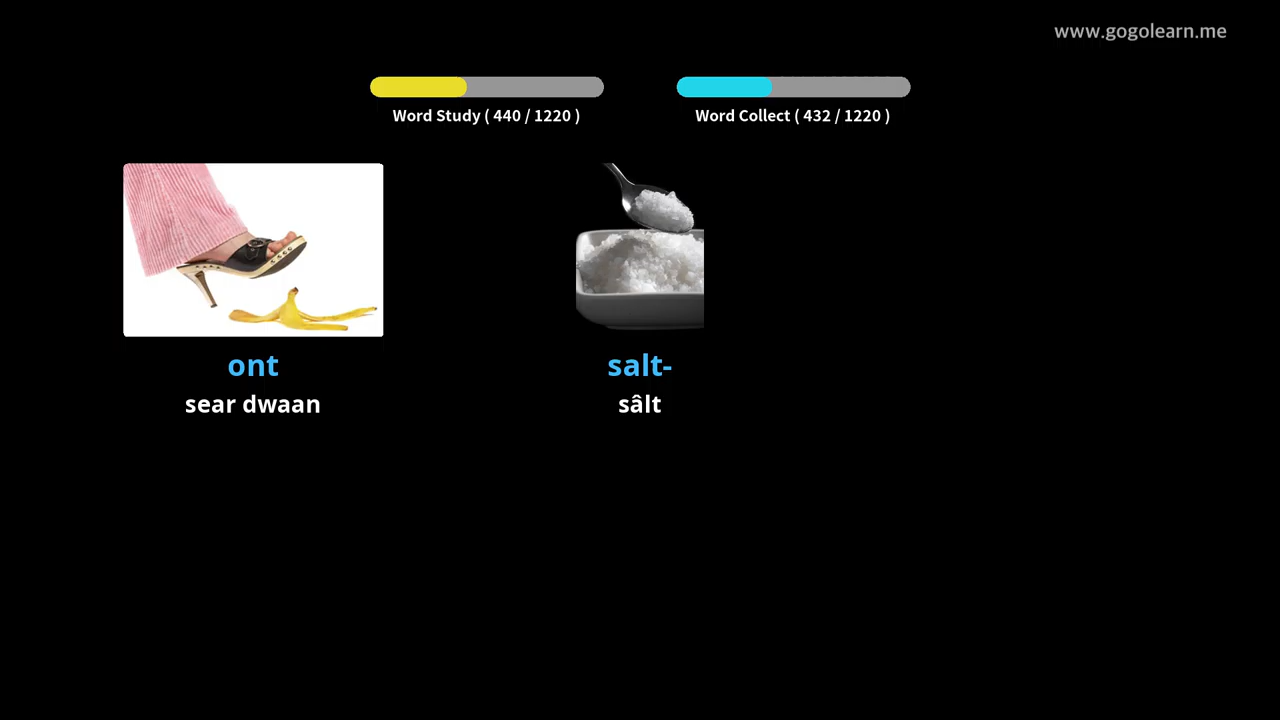 www.gogolearn.me
Word Study ( 440 / 1220 )
Word Collect ( 432 / 1220 )
ont
salt-
sear dwaan
sâlt